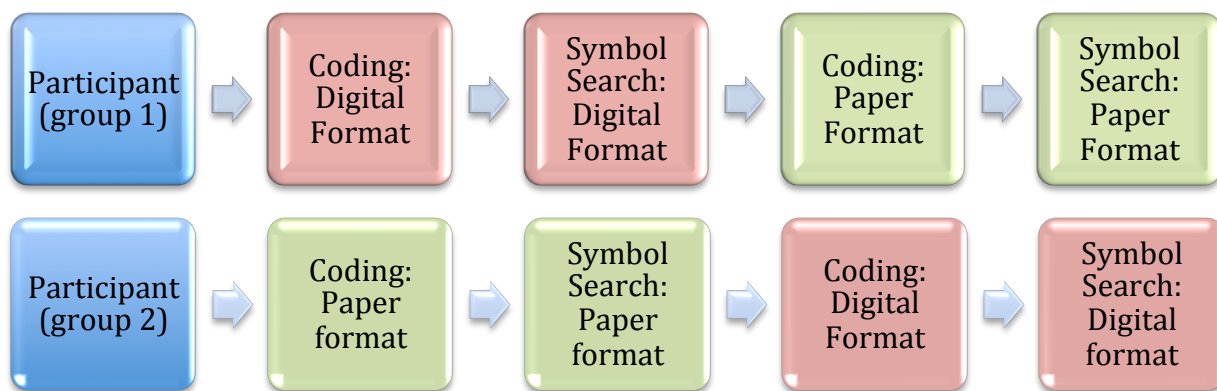 Participant
(group 1)
Coding:
Digital
Format
Symbol
Search:
Digital
Format
Coding:
Paper
Format
Symbol
Search:
Paper
Format
Participant
(group 2)
Coding:
Paper
format
Symbol
Search:
Paper
format
Coding:
Digital
Format
Symbol
Search:
Digital
format